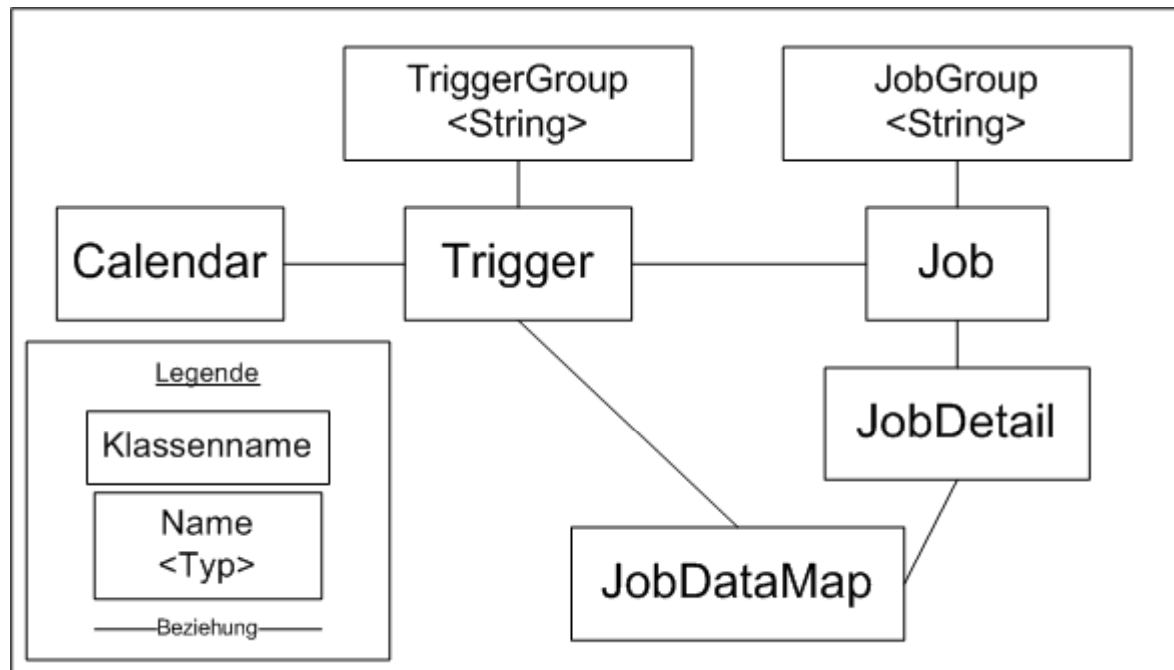 TriggerGroup
<String>
JobGroup
<String>
Calendar
Trigger
Job
Legende
Klassenname
Name
<Typ>
Beziehung
JobDetail
JobDataMap